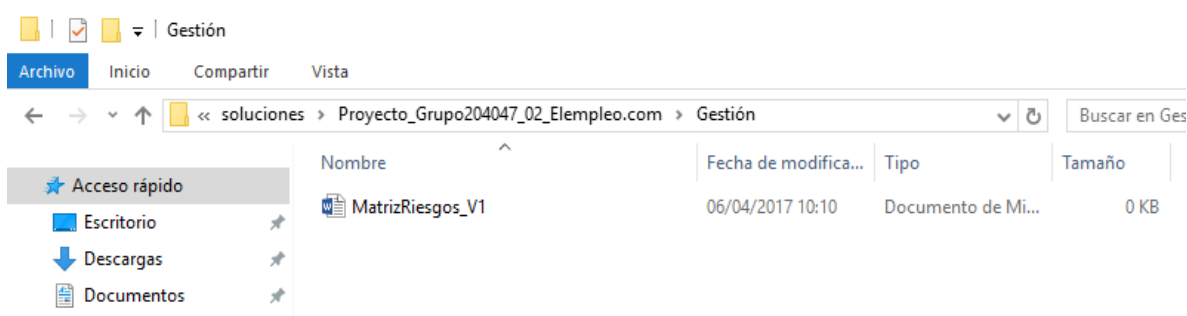 Gestión
Archivo Inicio Compartir Vista
« soluciones > Proyecto_Grupo204047_02_Elempleo.com > Gestión Buscar en Ges
Nombre Fecha de modifica... Tipo Tamaño
Acceso rápido
MatrizRiesgos_V1 06/04/2017 10:10 Documento de Mi... 0 KB
Escritorio
Descargas
Documentos